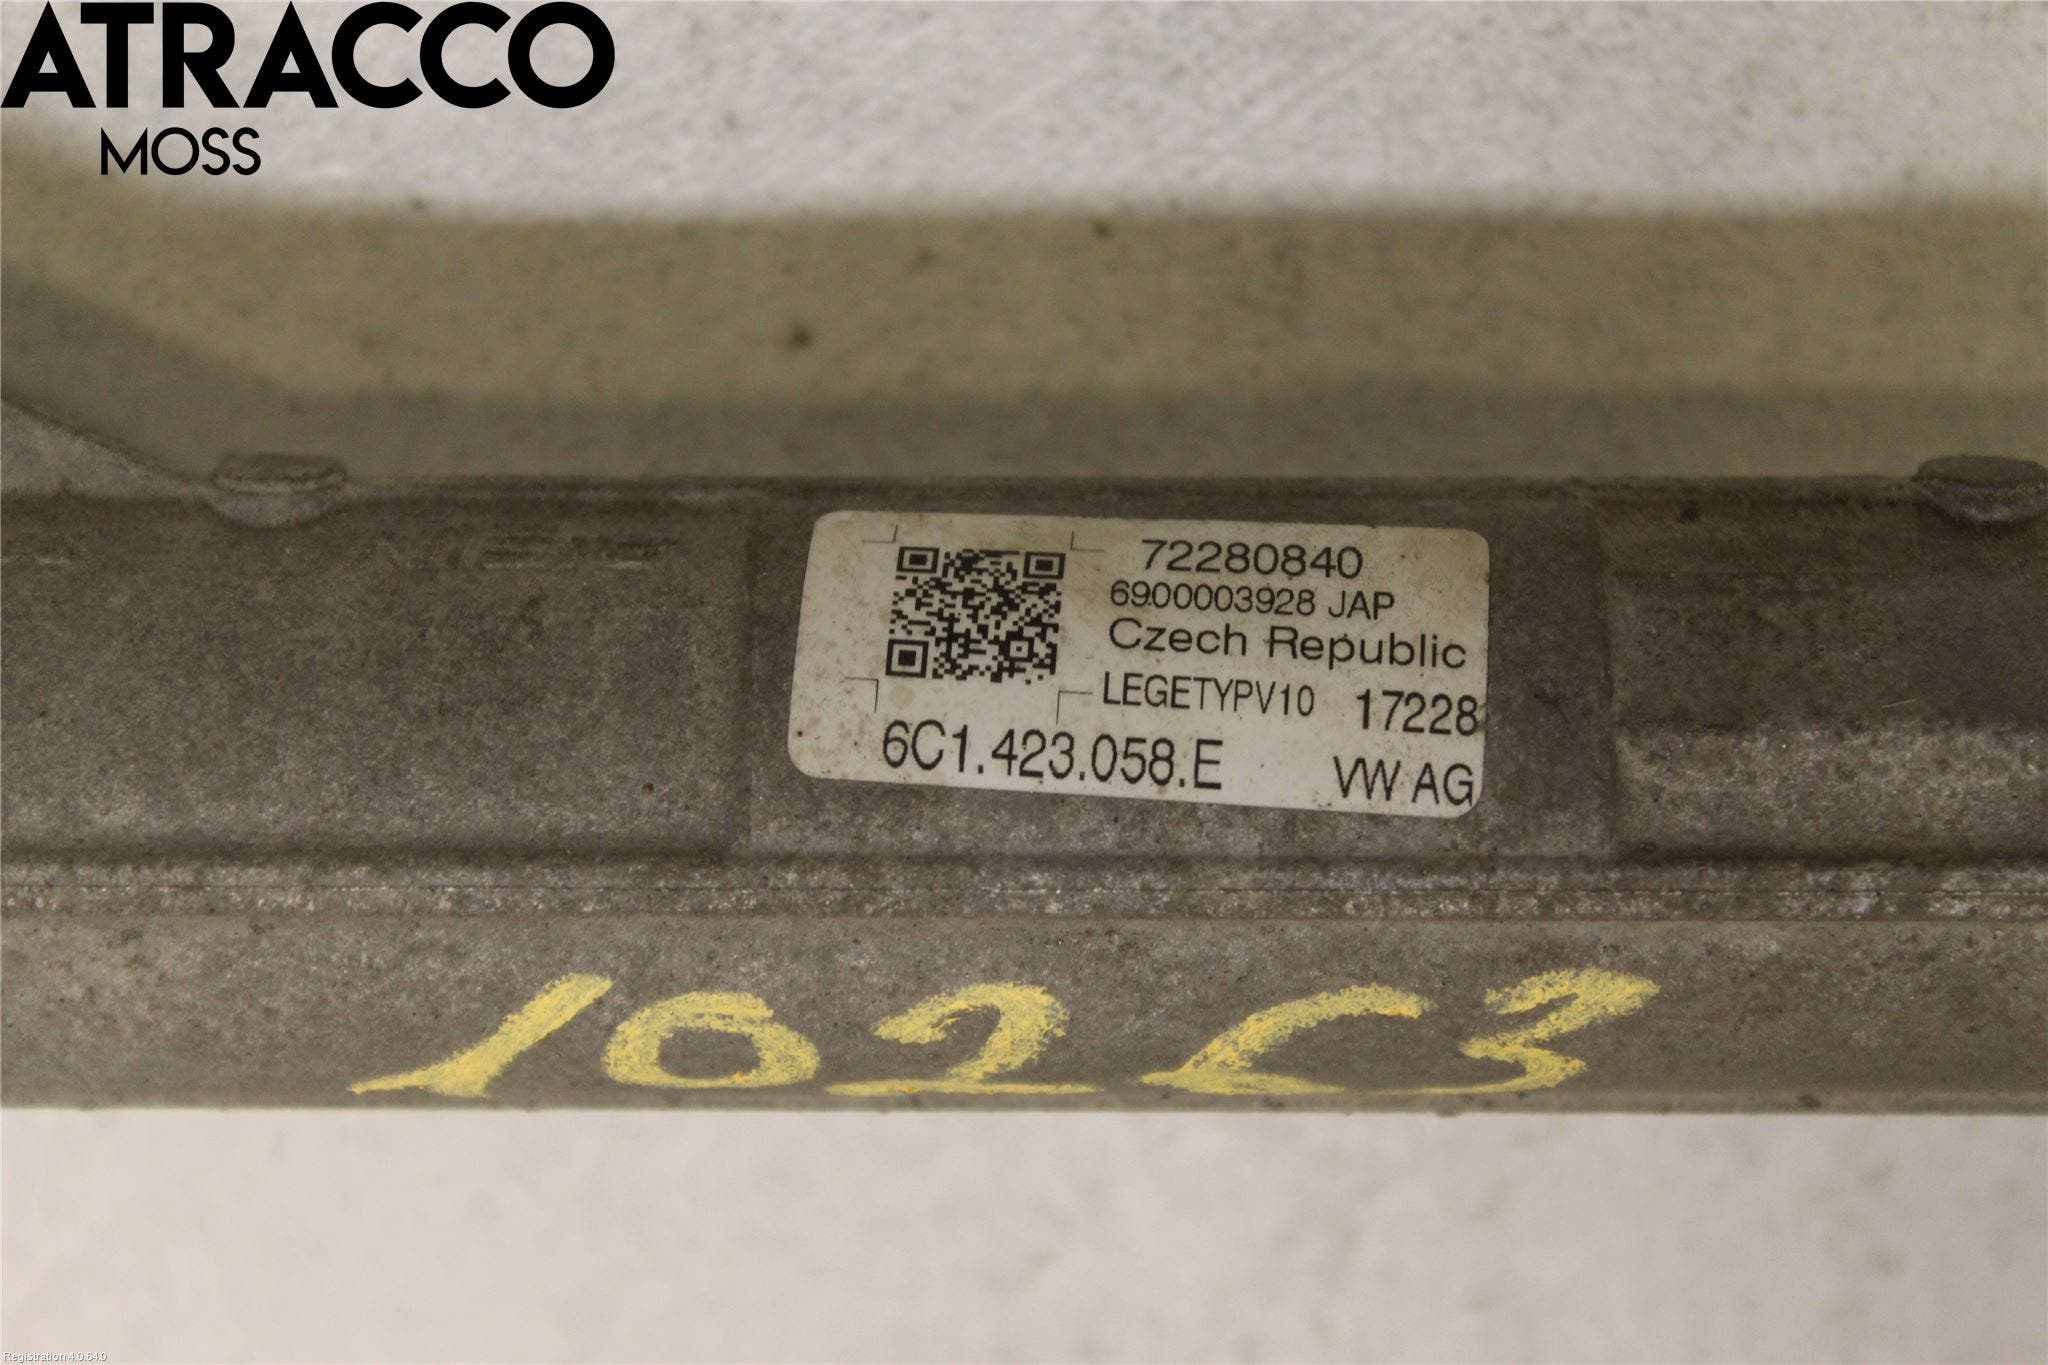 ATRACCO
MOSS
72280840
6900003928 JAP
Czech Republic
LEGETYPV10 17228
6C1.423.058.E VW AG
102C3
Registration 4.0.64.0